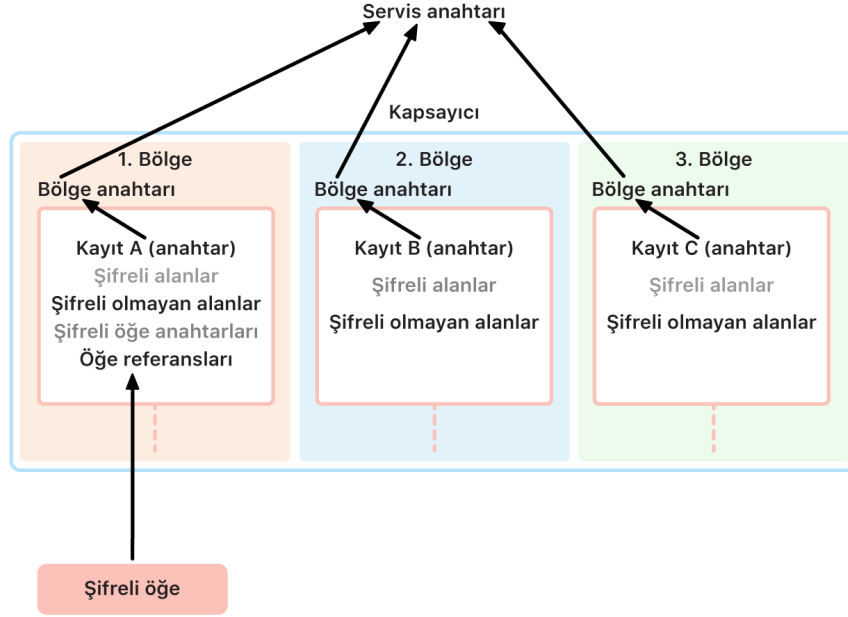 Servis anahtarı
Kapsayıcı
1. Bölge
Bölge anahtarı
Kayıt A (anahtar)
Şifreli alanlar
Şifreli olmayan alanlar
Şifreli öğe anahtarları
Öğe referansları
2. Bölge
Bölge anahtarı
Kayıt B (anahtar)
Şifreli alanlar
Şifreli olmayan alanlar
3. Bölge
Bölge anahtarı
Kayıt C (anahtar)
Şifreli alanlar
Şifreli olmayan alanlar
Şifreli öğe